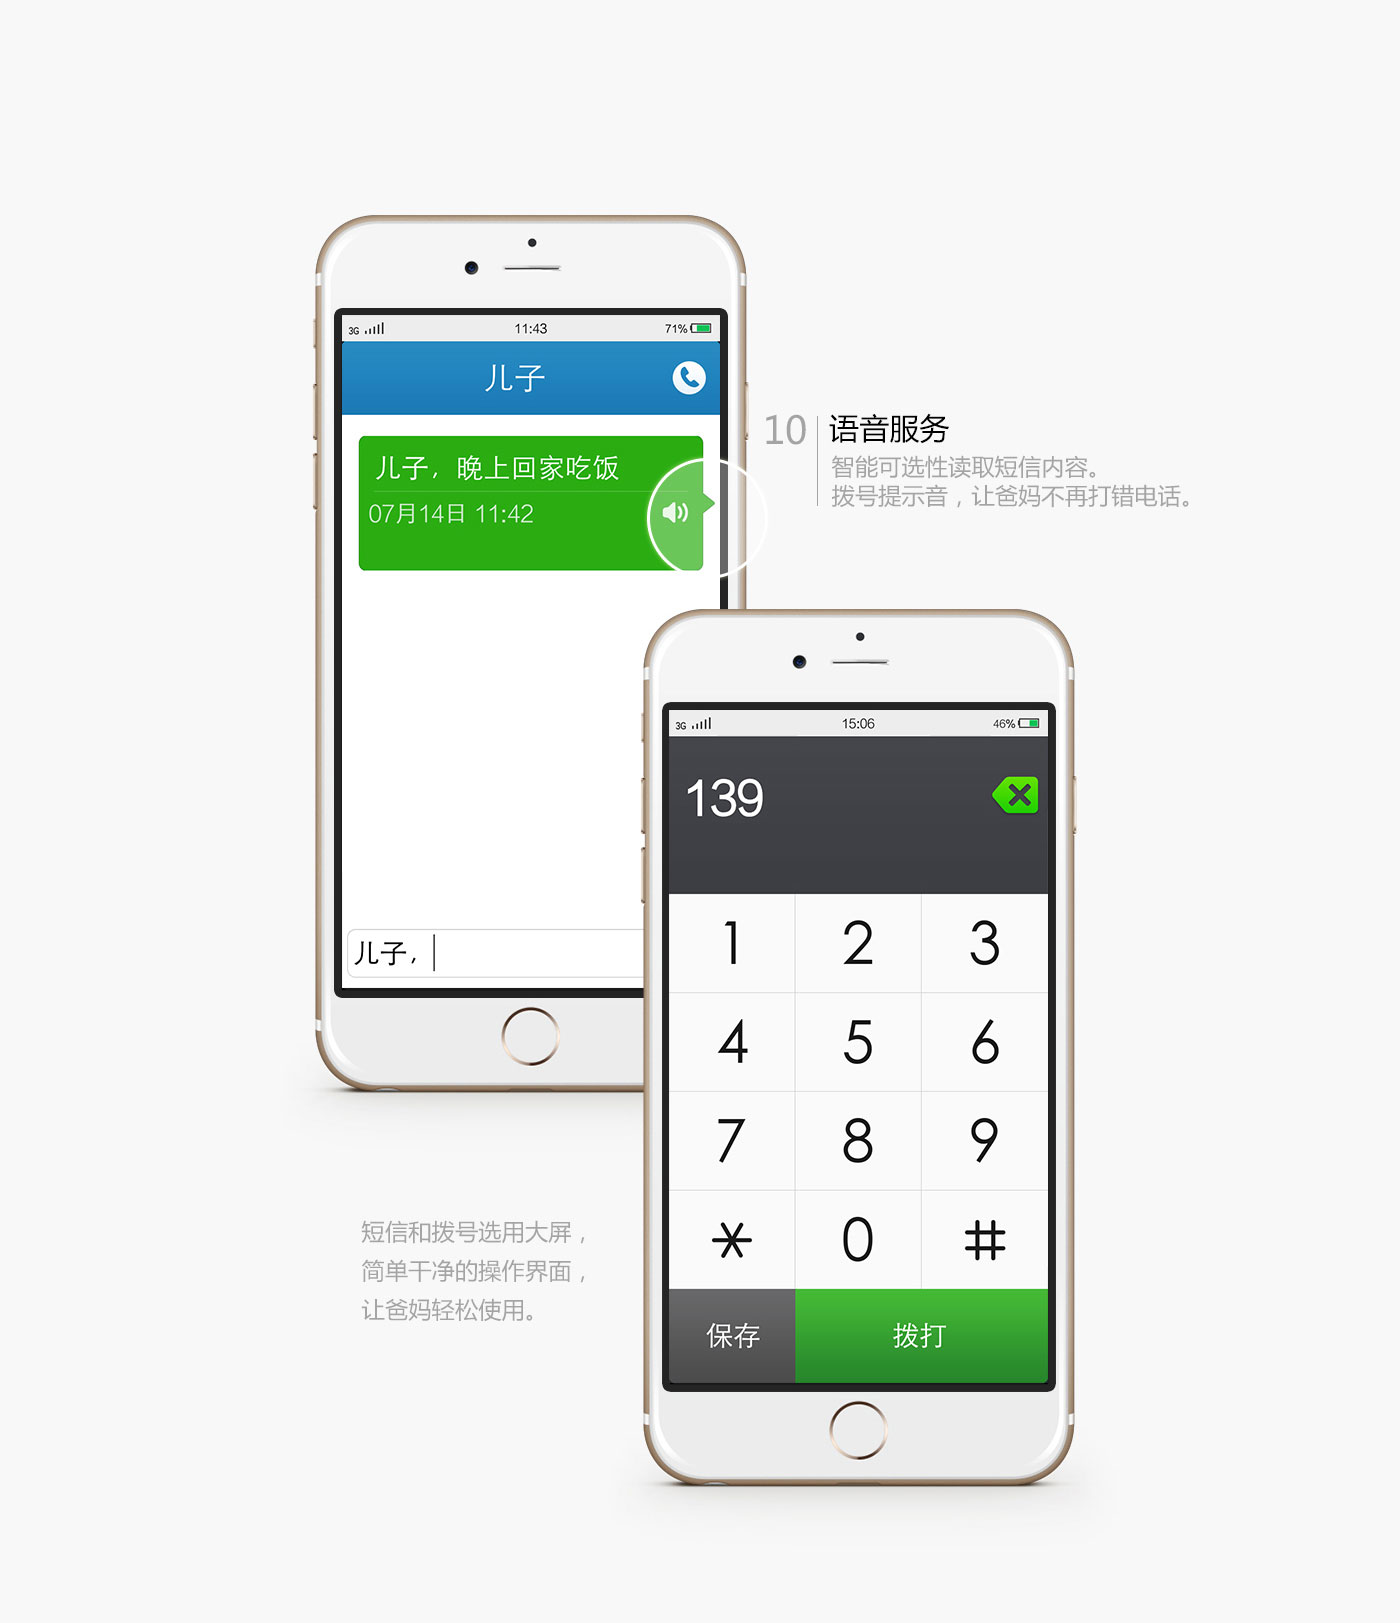 3G 11:43 71%
儿子
儿子，晚上回家吃饭
07月14日 11:42
儿子，
10 语音服务
智能可选性读取短信内容。
拨号提示音，让爸妈不再打错电话。
3G 15:06 46%
139
1 2 3
4 5 6
7 8 9
* 0 #
保存 拨打
短信和拨号选用大屏，
简单干净的操作界面，
让爸妈轻松使用。